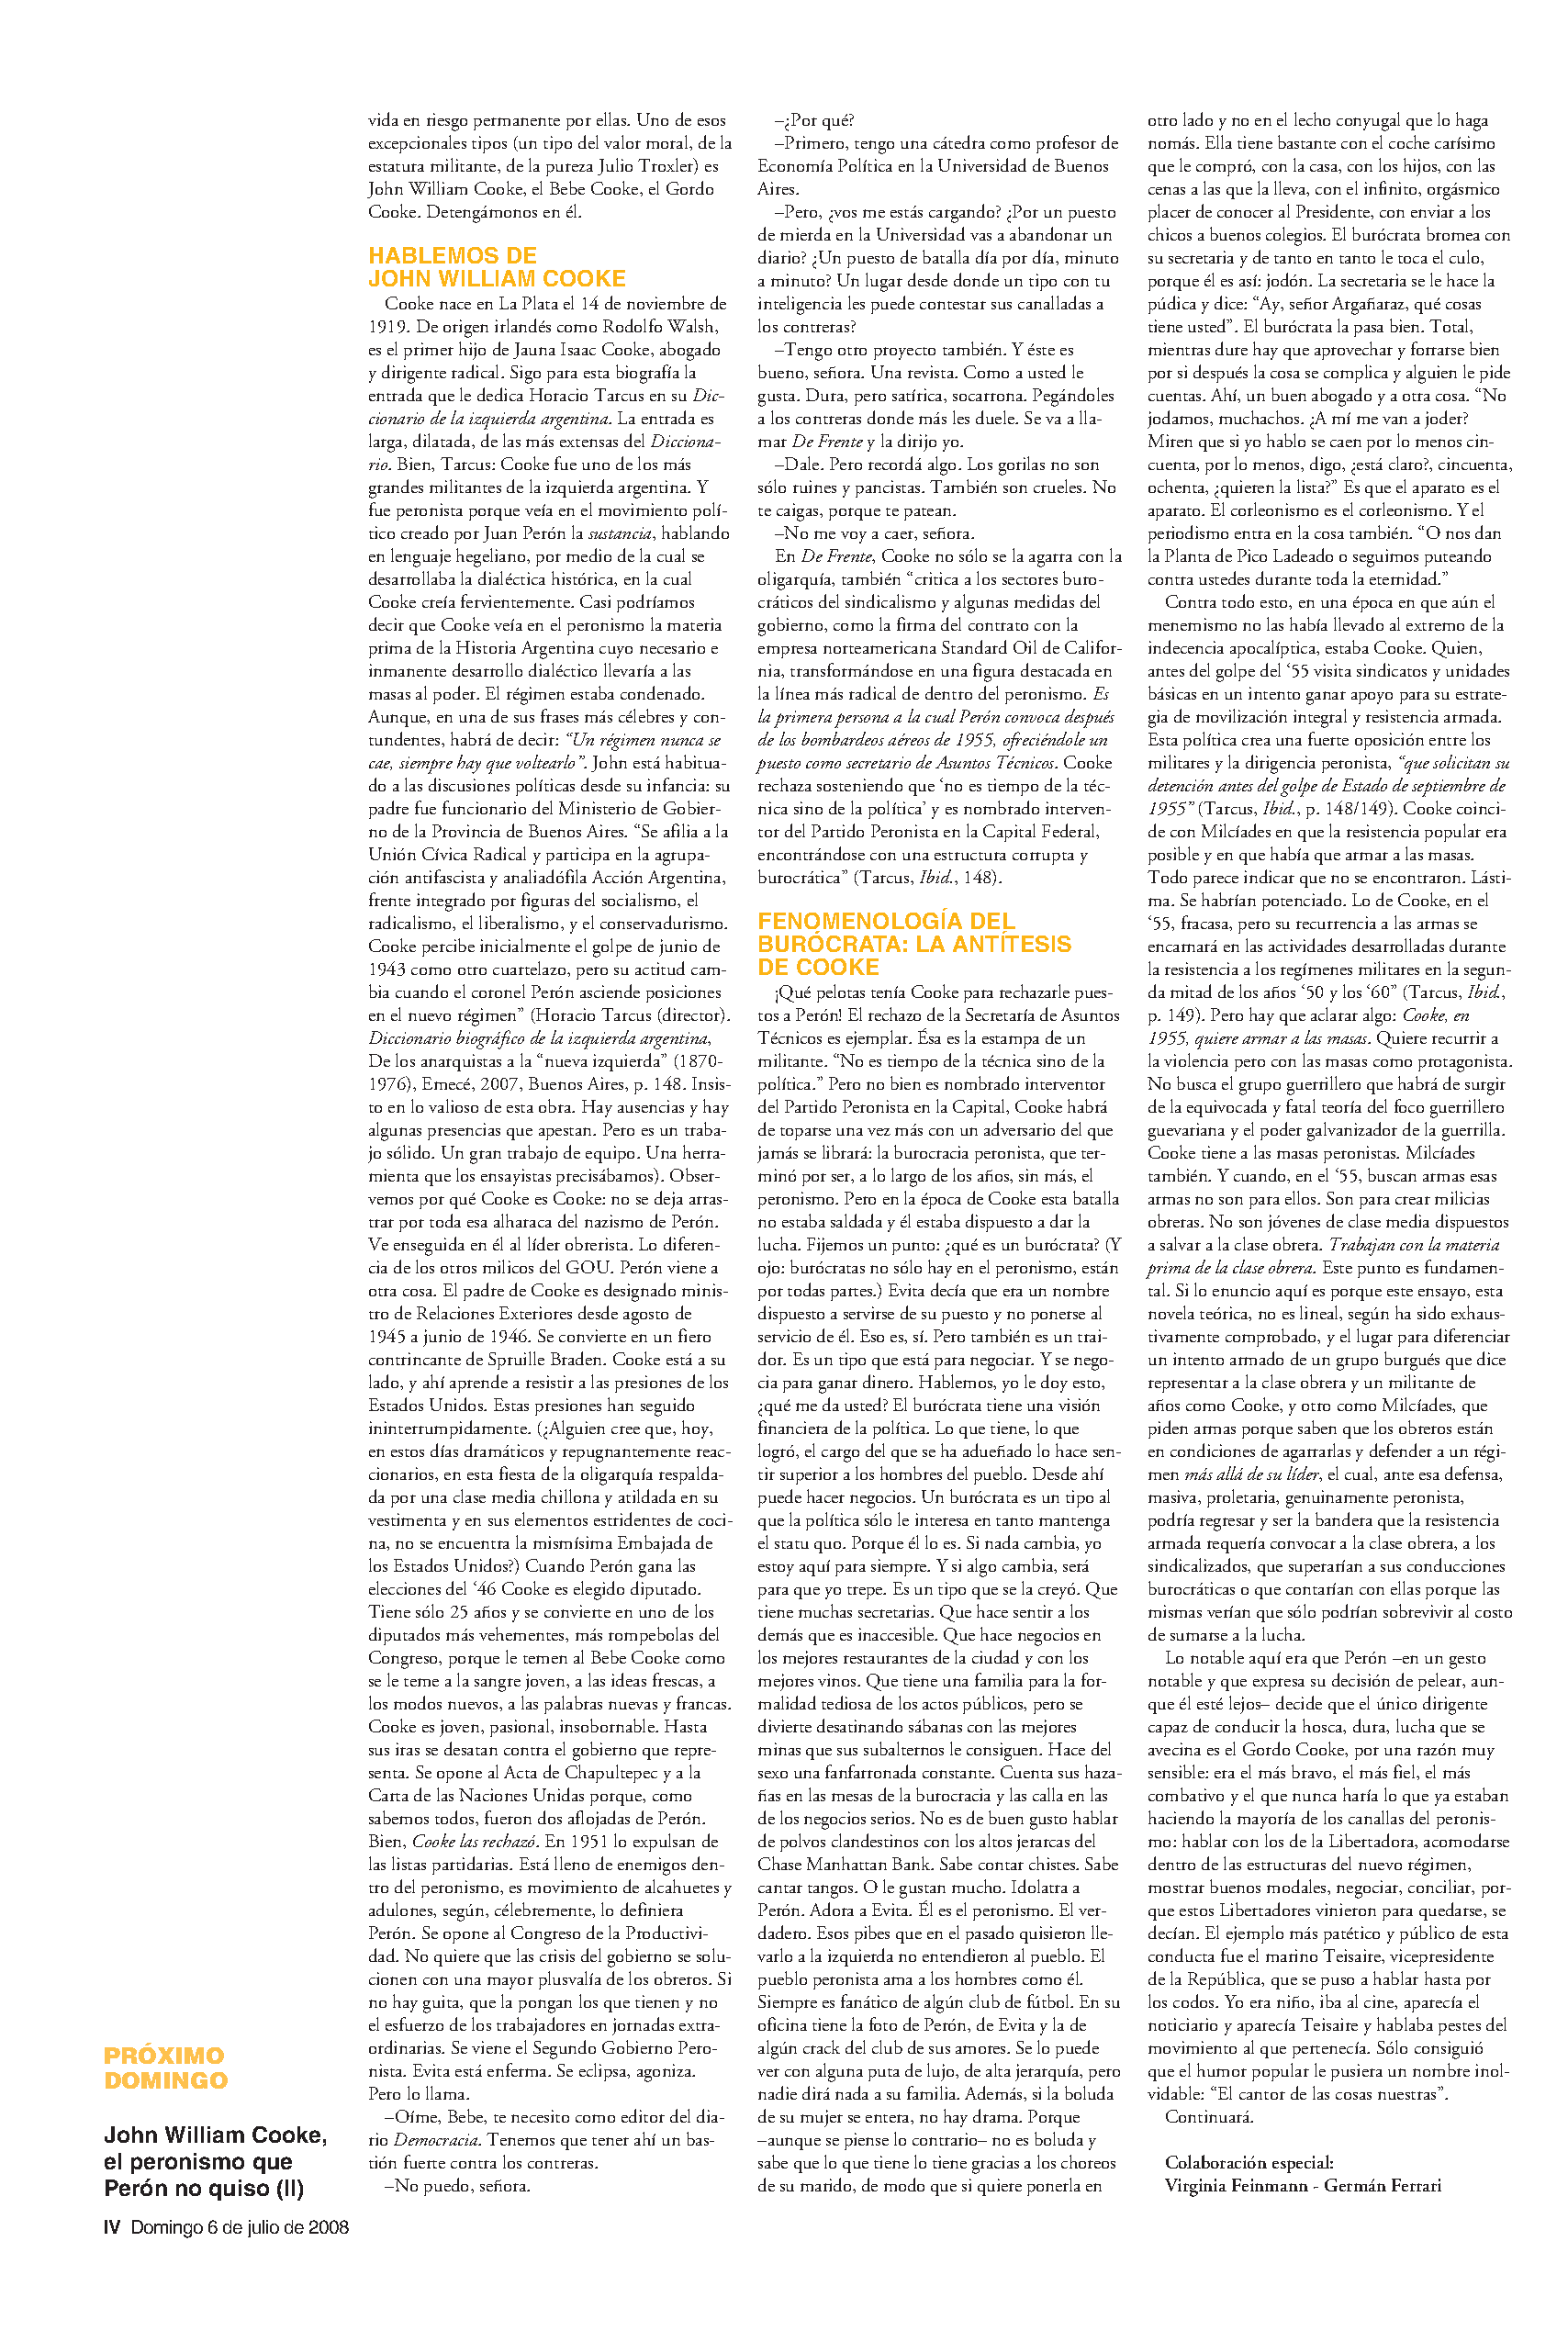 vida en riesgo permanente por ellas. Uno de esos
excepcionales tipos (un tipo del valor moral, de la
estatura militante, de la pureza Julio Troxler) es
John William Cooke, el Bebe Cooke, el Gordo
Cooke. Detengámonos en él.
HABLEMOS DE
JOHN WILLIAM COOKE
Cooke nace en La Plata el 14 de noviembre de
1919. De origen irlandés como Rodolfo Walsh,
es el primer hijo de Jauna Isaac Cooke, abogado
y dirigente radical. Sigo para esta biografía la
entrada que le dedica Horacio Tarcus en su Dic-
cionario de la izquierda argentina. La entrada es
larga, dilatada, de las más extensas del Dicciona-
rio. Bien, Tarcus: Cooke fue uno de los más
grandes militantes de la izquierda argentina. Y
fue peronista porque veía en el movimiento polí-
tico creado por Juan Perón la sustancia, hablando
en lenguaje hegeliano, por medio de la cual se
desarrollaba la dialéctica histórica, en la cual
Cooke creía fervientemente. Casi podríamos
decir que Cooke veía en el peronismo la materia
prima de la Historia Argentina cuyo necesario e
inmanente desarrollo dialéctico llevaría a las
masas al poder. El régimen estaba condenado.
Aunque, en una de sus frases más célebres y con-
tundentes, habrá de decir: “Un régimen nunca se
cae, siempre hay que voltearlo”. John está habitua-
do a las discusiones políticas desde su infancia: su
padre fue funcionario del Ministerio de Gobier-
no de la Provincia de Buenos Aires. “Se afilia a la
Unión Cívica Radical y participa en la agrupa-
ción antifascista y analiadófila Acción Argentina,
frente integrado por figuras del socialismo, el
radicalismo, el liberalismo, y el conservadurismo.
Cooke percibe inicialmente el golpe de junio de
1943 como otro cuartelazo, pero su actitud cam-
bia cuando el coronel Perón asciende posiciones
en el nuevo régimen” (Horacio Tarcus (director).
Diccionario biográfico de la izquierda argentina,
De los anarquistas a la “nueva izquierda” (1870-
1976), Emecé, 2007, Buenos Aires, p. 148. Insis-
to en lo valioso de esta obra. Hay ausencias y hay
algunas presencias que apestan. Pero es un traba-
jo sólido. Un gran trabajo de equipo. Una herra-
mienta que los ensayistas precisábamos). Obser-
vemos por qué Cooke es Cooke: no se deja arras-
trar por toda esa alharaca del nazismo de Perón.
Ve enseguida en él al líder obrerista. Lo diferen-
cia de los otros milicos del GOU. Perón viene a
otra cosa. El padre de Cooke es designado minis-
tro de Relaciones Exteriores desde agosto de
1945 a junio de 1946. Se convierte en un fiero
contrincante de Spruille Braden. Cooke está a su
lado, y ahí aprende a resistir a las presiones de los
Estados Unidos. Estas presiones han seguido
ininterrumpidamente. (¿Alguien cree que, hoy,
en estos días dramáticos y repugnantemente reac-
cionarios, en esta fiesta de la oligarquía respalda-
da por una clase media chillona y atildada en su
vestimenta y en sus elementos estridentes de coci-
na, no se encuentra la mismísima Embajada de
los Estados Unidos?) Cuando Perón gana las
elecciones del ‘46 Cooke es elegido diputado.
Tiene sólo 25 años y se convierte en uno de los
diputados más vehementes, más rompebolas del
Congreso, porque le temen al Bebe Cooke como
se le teme a la sangre joven, a las ideas frescas, a
los modos nuevos, a las palabras nuevas y francas.
Cooke es joven, pasional, insobornable. Hasta
sus iras se desatan contra el gobierno que repre-
senta. Se opone al Acta de Chapultepec y a la
Carta de las Naciones Unidas porque, como
sabemos todos, fueron dos aflojadas de Perón.
Bien, Cooke las rechazó. En 1951 lo expulsan de
las listas partidarias. Está lleno de enemigos den-
tro del peronismo, es movimiento de alcahuetes y
adulones, según, célebremente, lo definiera
Perón. Se opone al Congreso de la Productivi-
dad. No quiere que las crisis del gobierno se solu-
cionen con una mayor plusvalía de los obreros. Si
no hay guita, que la pongan los que tienen y no
el esfuerzo de los trabajadores en jornadas extra-
ordinarias. Se viene el Segundo Gobierno Pero-
nista. Evita está enferma. Se eclipsa, agoniza.
Pero lo llama.
–Oíme, Bebe, te necesito como editor del dia-
rio Democracia. Tenemos que tener ahí un bas-
tión fuerte contra los contreras.
–No puedo, señora.
–¿Por qué?
–Primero, tengo una cátedra como profesor de
Economía Política en la Universidad de Buenos
Aires.
–Pero, ¿vos me estás cargando? ¿Por un puesto
de mierda en la Universidad vas a abandonar un
diario? ¿Un puesto de batalla día por día, minuto
a minuto? Un lugar desde donde un tipo con tu
inteligencia les puede contestar sus canalladas a
los contreras?
–Tengo otro proyecto también. Y éste es
bueno, señora. Una revista. Como a usted le
gusta. Dura, pero satírica, socarrona. Pegándoles
a los contreras donde más les duele. Se va a lla-
mar De Frente y la dirijo yo.
–Dale. Pero recordá algo. Los gorilas no son
sólo ruines y pancistas. También son crueles. No
te caigas, porque te patean.
–No me voy a caer, señora.
En De Frente, Cooke no sólo se la agarra con la
oligarquía, también “critica a los sectores buro-
cráticos del sindicalismo y algunas medidas del
gobierno, como la firma del contrato con la
empresa norteamericana Standard Oil de Califor-
nia, transformándose en una figura destacada en
la línea más radical de dentro del peronismo. Es
la primera persona a la cual Perón convoca después
de los bombardeos aéreos de 1955, ofreciéndole un
puesto como secretario de Asuntos Técnicos. Cooke
rechaza sosteniendo que ‘no es tiempo de la téc-
nica sino de la política’ y es nombrado interven-
tor del Partido Peronista en la Capital Federal,
encontrándose con una estructura corrupta y
burocrática” (Tarcus, Ibid., 148).
FENOMENOLOGÍA DEL
BURÓCRATA: LA ANTÍTESIS
DE COOKE
¡Qué pelotas tenía Cooke para rechazarle pues-
tos a Perón! El rechazo de la Secretaría de Asuntos
Técnicos es ejemplar. Ésa es la estampa de un
militante. “No es tiempo de la técnica sino de la
política.” Pero no bien es nombrado interventor
del Partido Peronista en la Capital, Cooke habrá
de toparse una vez más con un adversario del que
jamás se librará: la burocracia peronista, que ter-
minó por ser, a lo largo de los años, sin más, el
peronismo. Pero en la época de Cooke esta batalla
no estaba saldada y él estaba dispuesto a dar la
lucha. Fijemos un punto: ¿qué es un burócrata? (Y
ojo: burócratas no sólo hay en el peronismo, están
por todas partes.) Evita decía que era un nombre
dispuesto a servirse de su puesto y no ponerse al
servicio de él. Eso es, sí. Pero también es un trai-
dor. Es un tipo que está para negociar. Y se nego-
cia para ganar dinero. Hablemos, yo le doy esto,
¿qué me da usted? El burócrata tiene una visión
financiera de la política. Lo que tiene, lo que
logró, el cargo del que se ha adueñado lo hace sen-
tir superior a los hombres del pueblo. Desde ahí
puede hacer negocios. Un burócrata es un tipo al
que la política sólo le interesa en tanto mantenga
el statu quo. Porque él lo es. Si nada cambia, yo
estoy aquí para siempre. Y si algo cambia, será
para que yo trepe. Es un tipo que se la creyó. Que
tiene muchas secretarias. Que hace sentir a los
demás que es inaccesible. Que hace negocios en
los mejores restaurantes de la ciudad y con los
mejores vinos. Que tiene una familia para la for-
malidad tediosa de los actos públicos, pero se
divierte desatinando sábanas con las mejores
minas que sus subalternos le consiguen. Hace del
sexo una fanfarronada constante. Cuenta sus haza-
ñas en las mesas de la burocracia y las calla en las
de los negocios serios. No es de buen gusto hablar
de polvos clandestinos con los altos jerarcas del
Chase Manhattan Bank. Sabe contar chistes. Sabe
cantar tangos. O le gustan mucho. Idolatra a
Perón. Adora a Evita. Él es el peronismo. El ver-
dadero. Esos pibes que en el pasado quisieron lle-
varlo a la izquierda no entendieron al pueblo. El
pueblo peronista ama a los hombres como él.
Siempre es fanático de algún club de fútbol. En su
oficina tiene la foto de Perón, de Evita y la de
algún crack del club de sus amores. Se lo puede
ver con alguna puta de lujo, de alta jerarquía, pero
nadie dirá nada a su familia. Además, si la boluda
de su mujer se entera, no hay drama. Porque
–aunque se piense lo contrario– no es boluda y
sabe que lo que tiene lo tiene gracias a los choreos
de su marido, de modo que si quiere ponerla en
otro lado y no en el lecho conyugal que lo haga
nomás. Ella tiene bastante con el coche carísimo
que le compró, con la casa, con los hijos, con las
cenas a las que la lleva, con el infinito, orgásmico
placer de conocer al Presidente, con enviar a los
chicos a buenos colegios. El burócrata bromea con
su secretaria y de tanto en tanto le toca el culo,
porque él es así: jodón. La secretaria se le hace la
púdica y dice: “Ay, señor Argañaraz, qué cosas
tiene usted”. El burócrata la pasa bien. Total,
mientras dure hay que aprovechar y forrarse bien
por si después la cosa se complica y alguien le pide
cuentas. Ahí, un buen abogado y a otra cosa. “No
jodamos, muchachos. ¿A mí me van a joder?
Miren que si yo hablo se caen por lo menos cin-
cuenta, por lo menos, digo, ¿está claro?, cincuenta,
ochenta, ¿quieren la lista?” Es que el aparato es el
aparato. El corleonismo es el corleonismo. Y el
periodismo entra en la cosa también. “O nos dan
la Planta de Pico Ladeado o seguimos puteando
contra ustedes durante toda la eternidad.”
Contra todo esto, en una época en que aún el
menemismo no las había llevado al extremo de la
indecencia apocalíptica, estaba Cooke. Quien,
antes del golpe del ‘55 visita sindicatos y unidades
básicas en un intento ganar apoyo para su estrate-
gia de movilización integral y resistencia armada.
Esta política crea una fuerte oposición entre los
militares y la dirigencia peronista, “que solicitan su
detención antes del golpe de Estado de septiembre de
1955” (Tarcus, Ibid., p. 148/149). Cooke coinci-
de con Milcíades en que la resistencia popular era
posible y en que había que armar a las masas.
Todo parece indicar que no se encontraron. Lásti-
ma. Se habrían potenciado. Lo de Cooke, en el
‘55, fracasa, pero su recurrencia a las armas se
encarnará en las actividades desarrolladas durante
la resistencia a los regímenes militares en la segun-
da mitad de los años ‘50 y los ‘60” (Tarcus, Ibid.,
p. 149). Pero hay que aclarar algo: Cooke, en
1955, quiere armar a las masas. Quiere recurrir a
la violencia pero con las masas como protagonista.
No busca el grupo guerrillero que habrá de surgir
de la equivocada y fatal teoría del foco guerrillero
guevariana y el poder galvanizador de la guerrilla.
Cooke tiene a las masas peronistas. Milcíades
también. Y cuando, en el ‘55, buscan armas esas
armas no son para ellos. Son para crear milicias
obreras. No son jóvenes de clase media dispuestos
a salvar a la clase obrera. Trabajan con la materia
prima de la clase obrera. Este punto es fundamen-
tal. Si lo enuncio aquí es porque este ensayo, esta
novela teórica, no es lineal, según ha sido exhaus-
tivamente comprobado, y el lugar para diferenciar
un intento armado de un grupo burgués que dice
representar a la clase obrera y un militante de
años como Cooke, y otro como Milcíades, que
piden armas porque saben que los obreros están
en condiciones de agarrarlas y defender a un régi-
men más allá de su líder, el cual, ante esa defensa,
masiva, proletaria, genuinamente peronista,
podría regresar y ser la bandera que la resistencia
armada requería convocar a la clase obrera, a los
sindicalizados, que superarían a sus conducciones
burocráticas o que contarían con ellas porque las
mismas verían que sólo podrían sobrevivir al costo
de sumarse a la lucha.
Lo notable aquí era que Perón –en un gesto
notable y que expresa su decisión de pelear, aun-
que él esté lejos– decide que el único dirigente
capaz de conducir la hosca, dura, lucha que se
avecina es el Gordo Cooke, por una razón muy
sensible: era el más bravo, el más fiel, el más
combativo y el que nunca haría lo que ya estaban
haciendo la mayoría de los canallas del peronis-
mo: hablar con los de la Libertadora, acomodarse
dentro de las estructuras del nuevo régimen,
mostrar buenos modales, negociar, conciliar, por-
que estos Libertadores vinieron para quedarse, se
decían. El ejemplo más patético y público de esta
conducta fue el marino Teisaire, vicepresidente
de la República, que se puso a hablar hasta por
los codos. Yo era niño, iba al cine, aparecía el
noticiario y aparecía Teisaire y hablaba pestes del
movimiento al que pertenecía. Sólo consiguió
que el humor popular le pusiera un nombre inol-
vidable: “El cantor de las cosas nuestras”.
Continuará.
Colaboración especial:
Virginia Feinmann - Germán Ferrari
PRÓXIMO
DOMINGO
John William Cooke,
el peronismo que
Perón no quiso (II)
IV Domingo 6 de julio de 2008